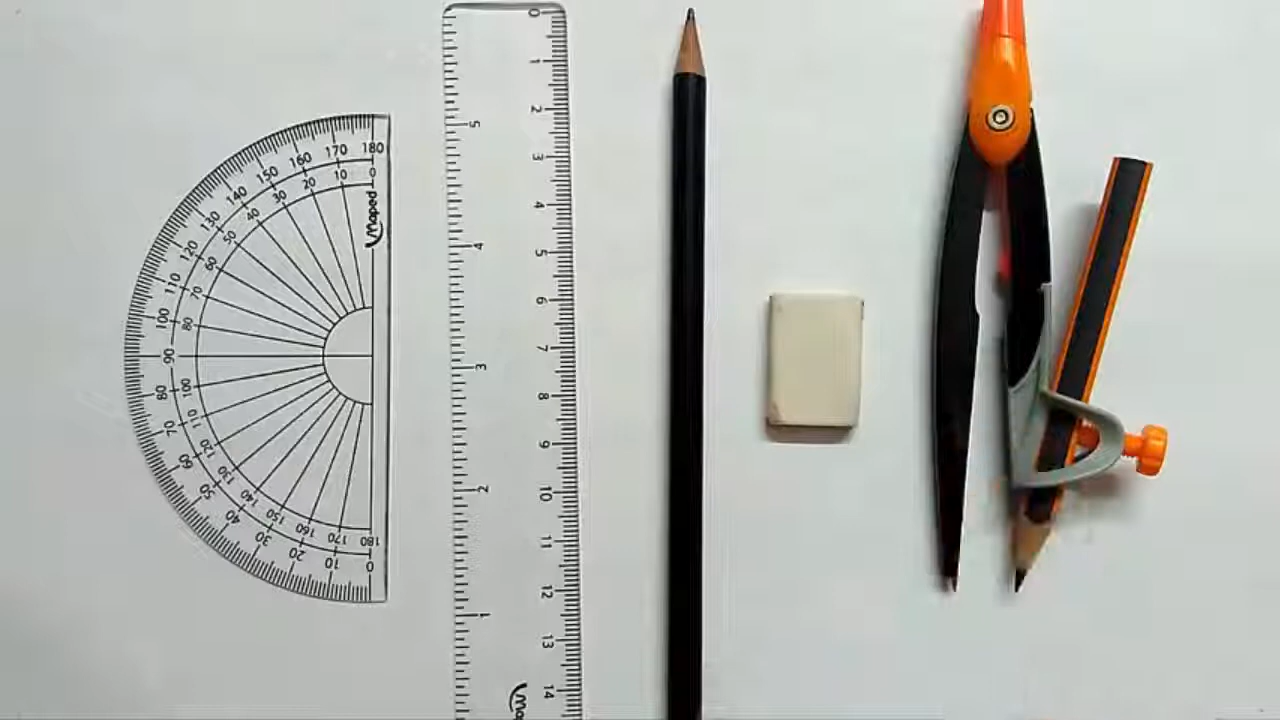 180 170 160 150 140 130 120 110 100 90 80 70 60 50 40 30 20 10 0
0 10 20 30 40 50 60 70 80 100 110 120 130 140 150 160 170 180
Maped
5 4 3 2 1
0 1 2 3 4 5 6 7 8 9 10 11 12 13 14